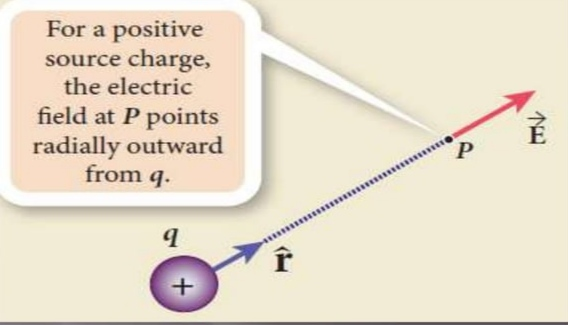 For a positive
source charge,
the electric
field at P points
radially outward
from q.
P
E⃗
q
r̂
+